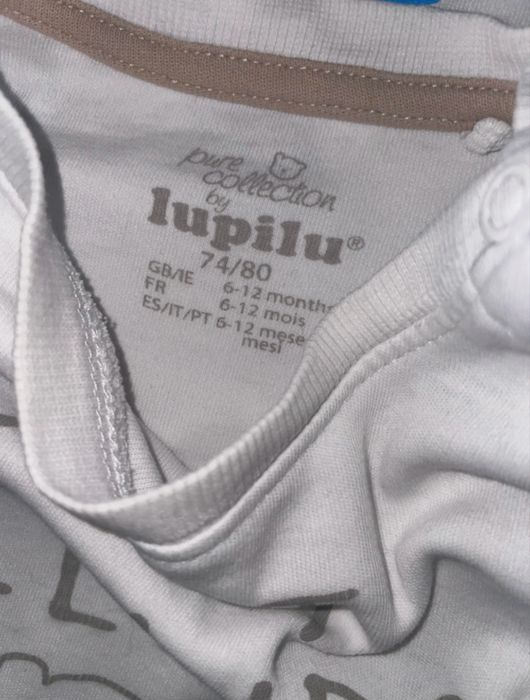 pure
collection
by
lupilu®
74/80
GB/IE 6-12 months
FR 6-12 mois
ES/IT/PT 6-12 mese
mesi